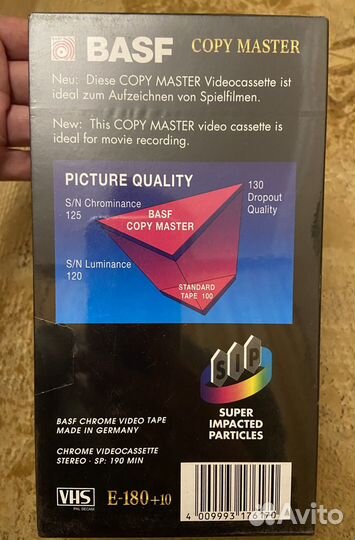 BASF COPY MASTER
Neu: Diese COPY MASTER Videocassette ist
ideal zum Aufzeichnen von Spielfilmen.
New: This COPY MASTER video cassette is
ideal for movie recording.
PICTURE QUALITY
S/N Chrominance
125
130
Dropout
Quality
BASF
COPY MASTER
S/N Luminance
120
STANDARD
TAPE 100
SIP
SUPER
IMPACTED
PARTICLES
BASF CHROME VIDEO TAPE
MADE IN GERMANY
CHROME VIDEOCASSETTE
STEREO · SP: 190 MIN
VHS
PAL SECAM
E-180+10
4 009993 176170
Avito